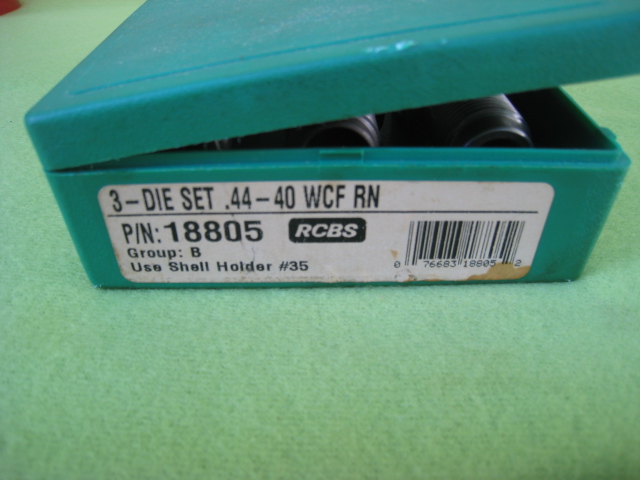 3-DIE SET .44-40 WCF RN
P/N: 18805 RCBS
Group: B
Use Shell Holder #35
0 76683 18805 2